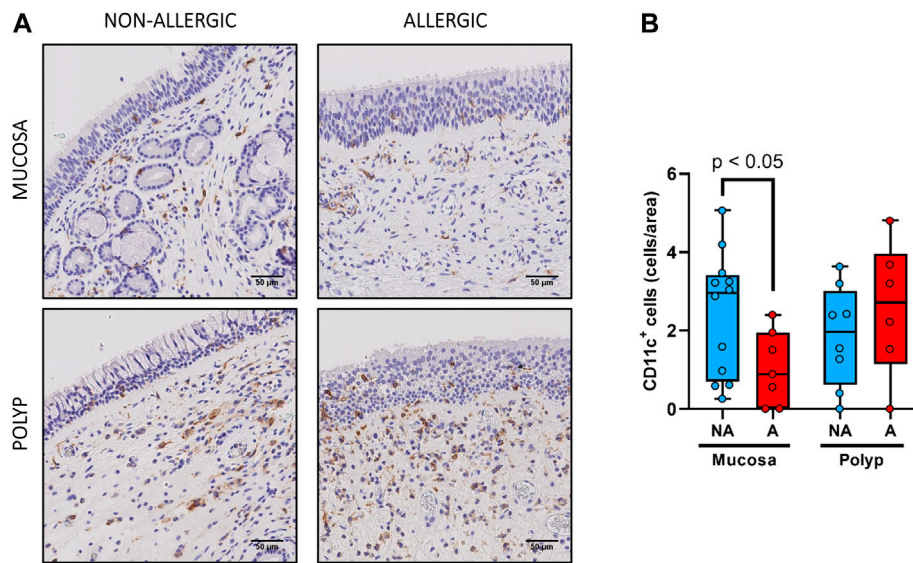 A
NON-ALLERGIC
ALLERGIC
MUCOSA
50 µm
50 µm
POLYP
50 µm
50 µm
B
p < 0.05
CD11c+ cells (cells/area)
6
4
2
0
NA
A
NA
A
Mucosa
Polyp